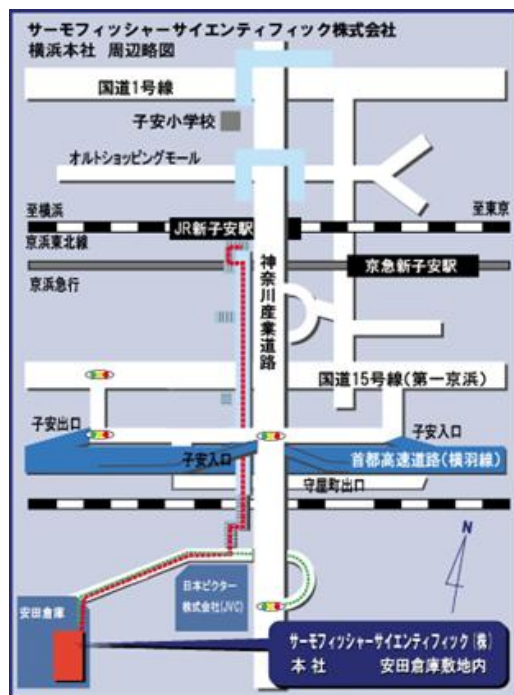 サーモフィッシャーサイエンティフィック株式会社
横浜本社 周辺略図
国道1号線
子安小学校
オルトショッピングモール
至横浜
至東京
JR新子安駅
京浜東北線
京急新子安駅
京浜急行
神奈川産業道路
国道15号線(第一京浜)
子安出口
子安入口
子安入口
首都高速道路(横羽線)
守屋町出口
N
日本ビクター
株式会社(JVC)
安田倉庫
サーモフィッシャーサイエンティフィック(株)
本社 安田倉庫敷地内